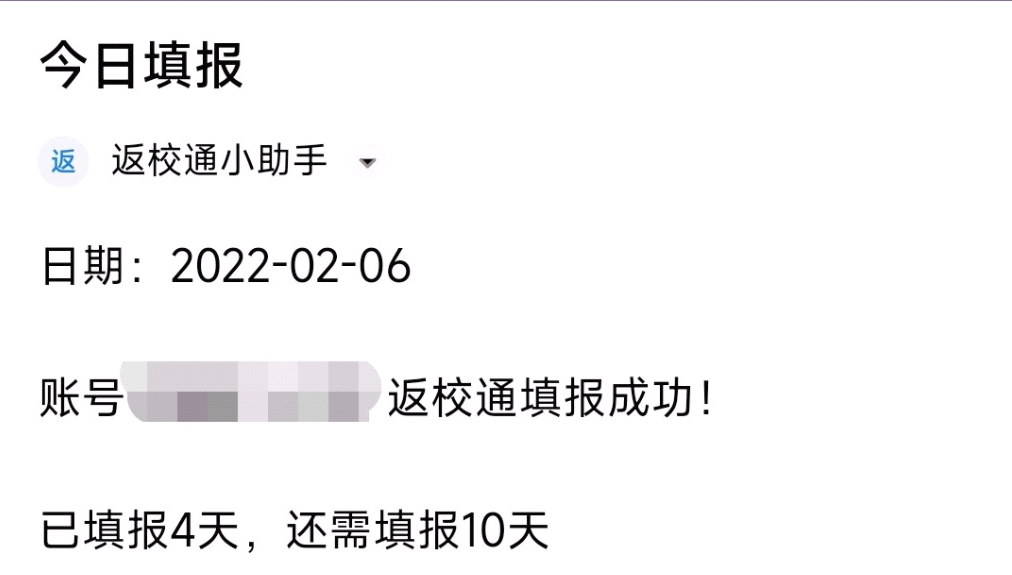 今日填报
返 返校通小助手
日期：2022-02-06
账号 返校通填报成功！
已填报4天，还需填报10天